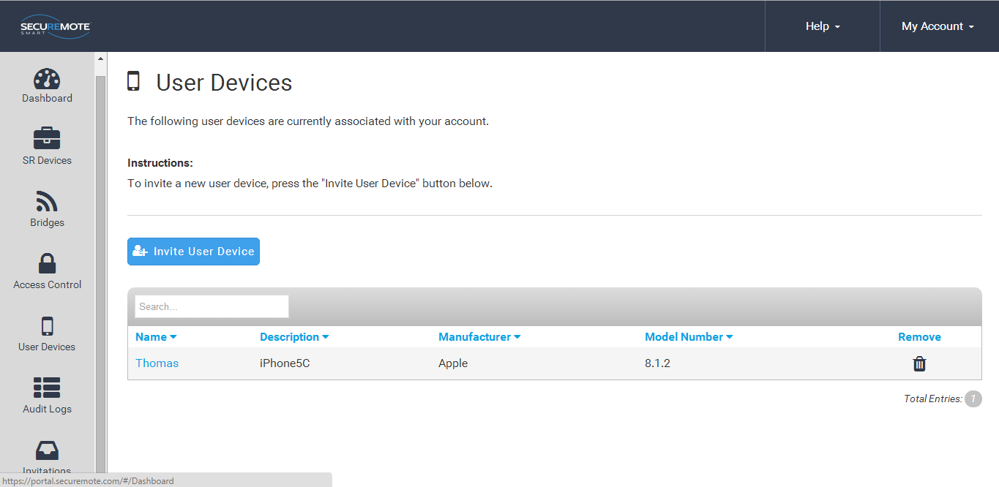 SECUREMOTE
SMART
Help
My Account
Dashboard
SR Devices
Bridges
Access Control
User Devices
Audit Logs
Invitations
User Devices
The following user devices are currently associated with your account.
Instructions:
To invite a new user device, press the "Invite User Device" button below.
Invite User Device
Search...
Name Description Manufacturer Model Number Remove
Thomas iPhone5C Apple 8.1.2
Total Entries: 1
https://portal.securemote.com/#/Dashboard